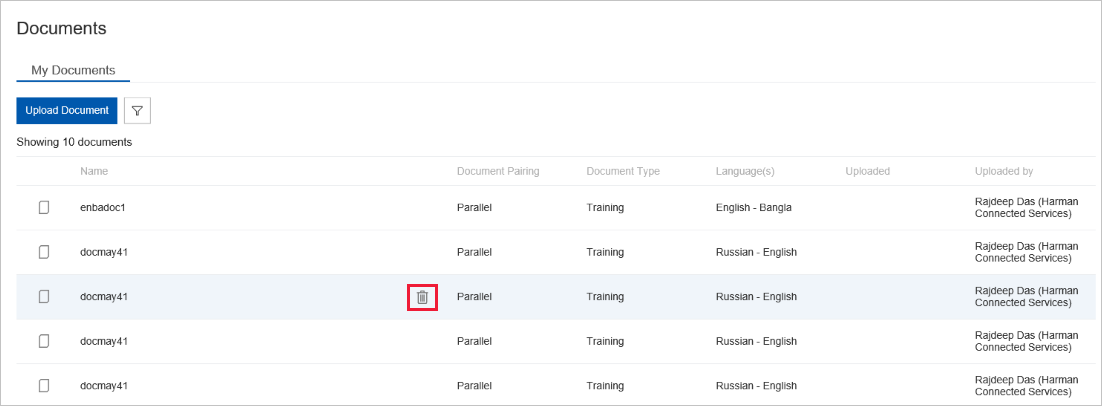 Documents
My Documents
Upload Document
Showing 10 documents
Name Document Pairing Document Type Language(s) Uploaded Uploaded by
enbadoc1 Parallel Training English - Bangla Rajdeep Das (Harman
Connected Services)
docmay41 Parallel Training Russian - English Rajdeep Das (Harman
Connected Services)
docmay41 Parallel Training Russian - English Rajdeep Das (Harman
Connected Services)
docmay41 Parallel Training Russian - English Rajdeep Das (Harman
Connected Services)
docmay41 Parallel Training Russian - English Rajdeep Das (Harman
Connected Services)